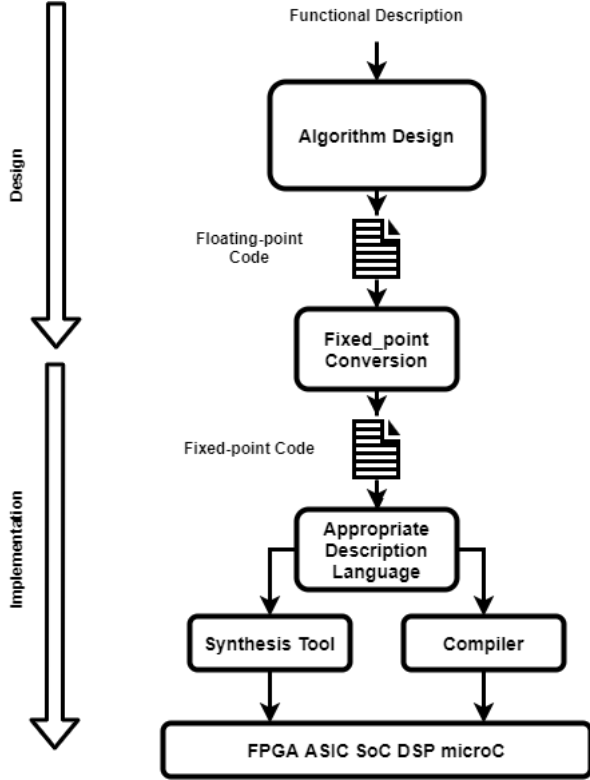 Functional Description
Algorithm Design
Design
Floating-point
Code
Fixed_point
Conversion
Fixed-point Code
Appropriate
Description
Language
Implementation
Synthesis Tool
Compiler
FPGA ASIC SoC DSP microC